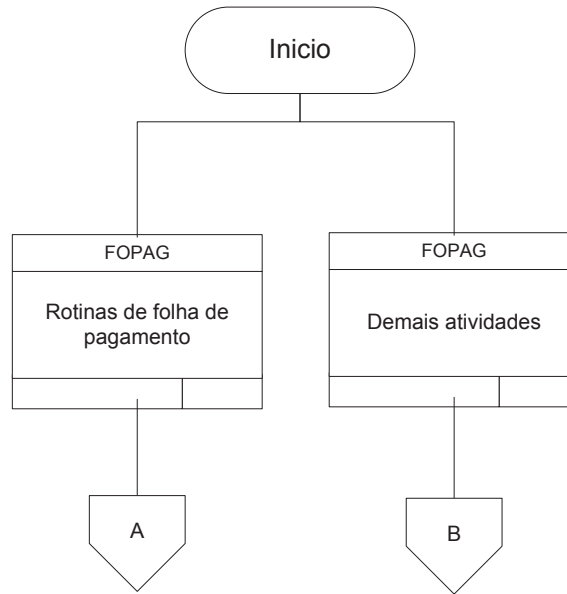 Inicio
FOPAG
Rotinas de folha de
pagamento
FOPAG
Demais atividades
A
B